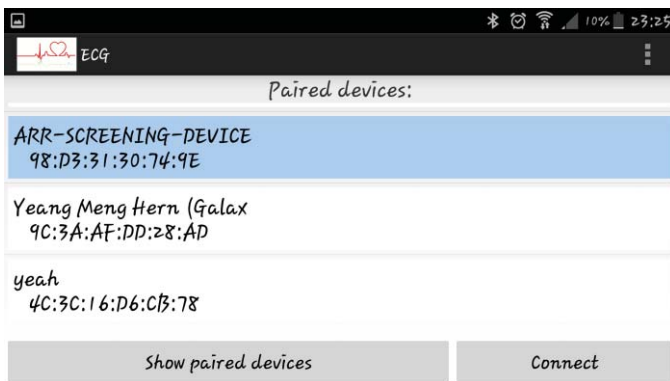 10% 23:25
ECG
Paired devices:
ARR-SCREENING-DEVICE
98:D3:31:30:74:9E
Yeang Meng Hern (Galax
9C:3A:AF:DD:28:AD
yeah
4C:3C:16:D6:CB:78
Show paired devices Connect